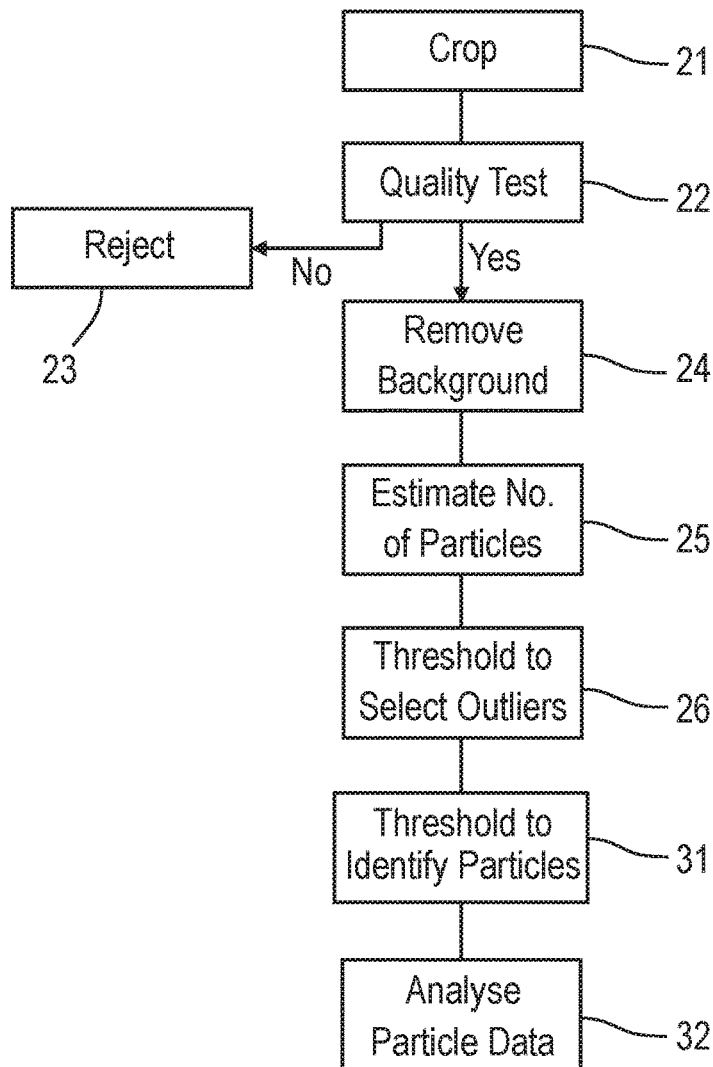 Crop
21
Quality Test
22
Reject
No
Yes
23
Remove
Background
24
Estimate No.
of Particles
25
Threshold to
Select Outliers
26
Threshold to
Identify Particles
31
Analyse
Particle Data
32